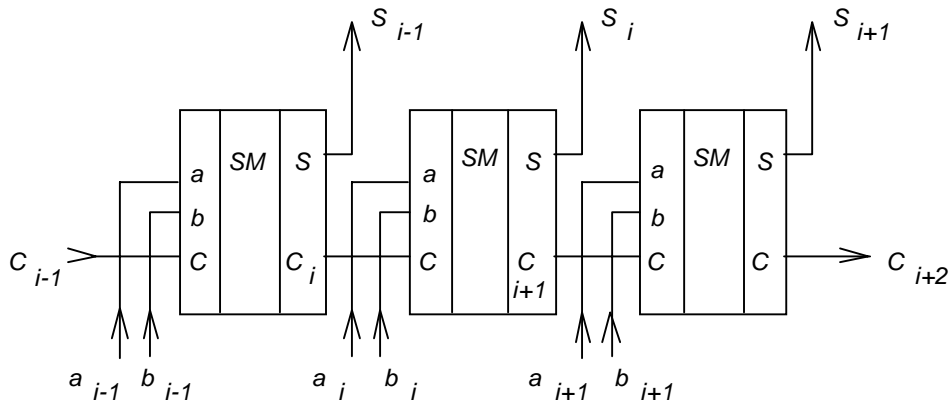 S i-1 S i S i+1
SM S SM S SM S
a a a
b b b
C i-1 C C i C C i+1 C C C i+2
a i-1 b i-1 a i b i a i+1 b i+1